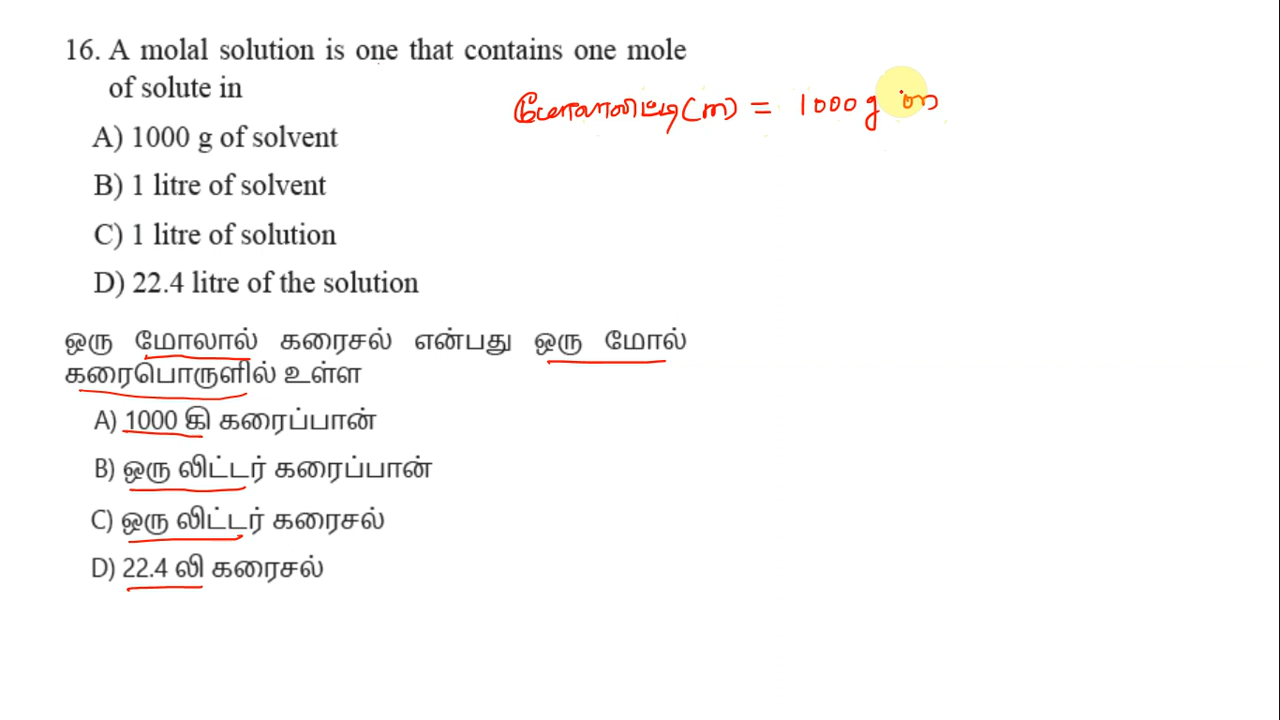 16. A molal solution is one that contains one mole
of solute in
மோலாலிட்டி (m) = 1000 g
A) 1000 g of solvent
B) 1 litre of solvent
C) 1 litre of solution
D) 22.4 litre of the solution
ஒரு மோலால் கரைசல் என்பது ஒரு மோல்
கரைபொருளில் உள்ள
A) 1000 கி கரைப்பான்
B) ஒரு லிட்டர் கரைப்பான்
C) ஒரு லிட்டர் கரைசல்
D) 22.4 லி கரைசல்